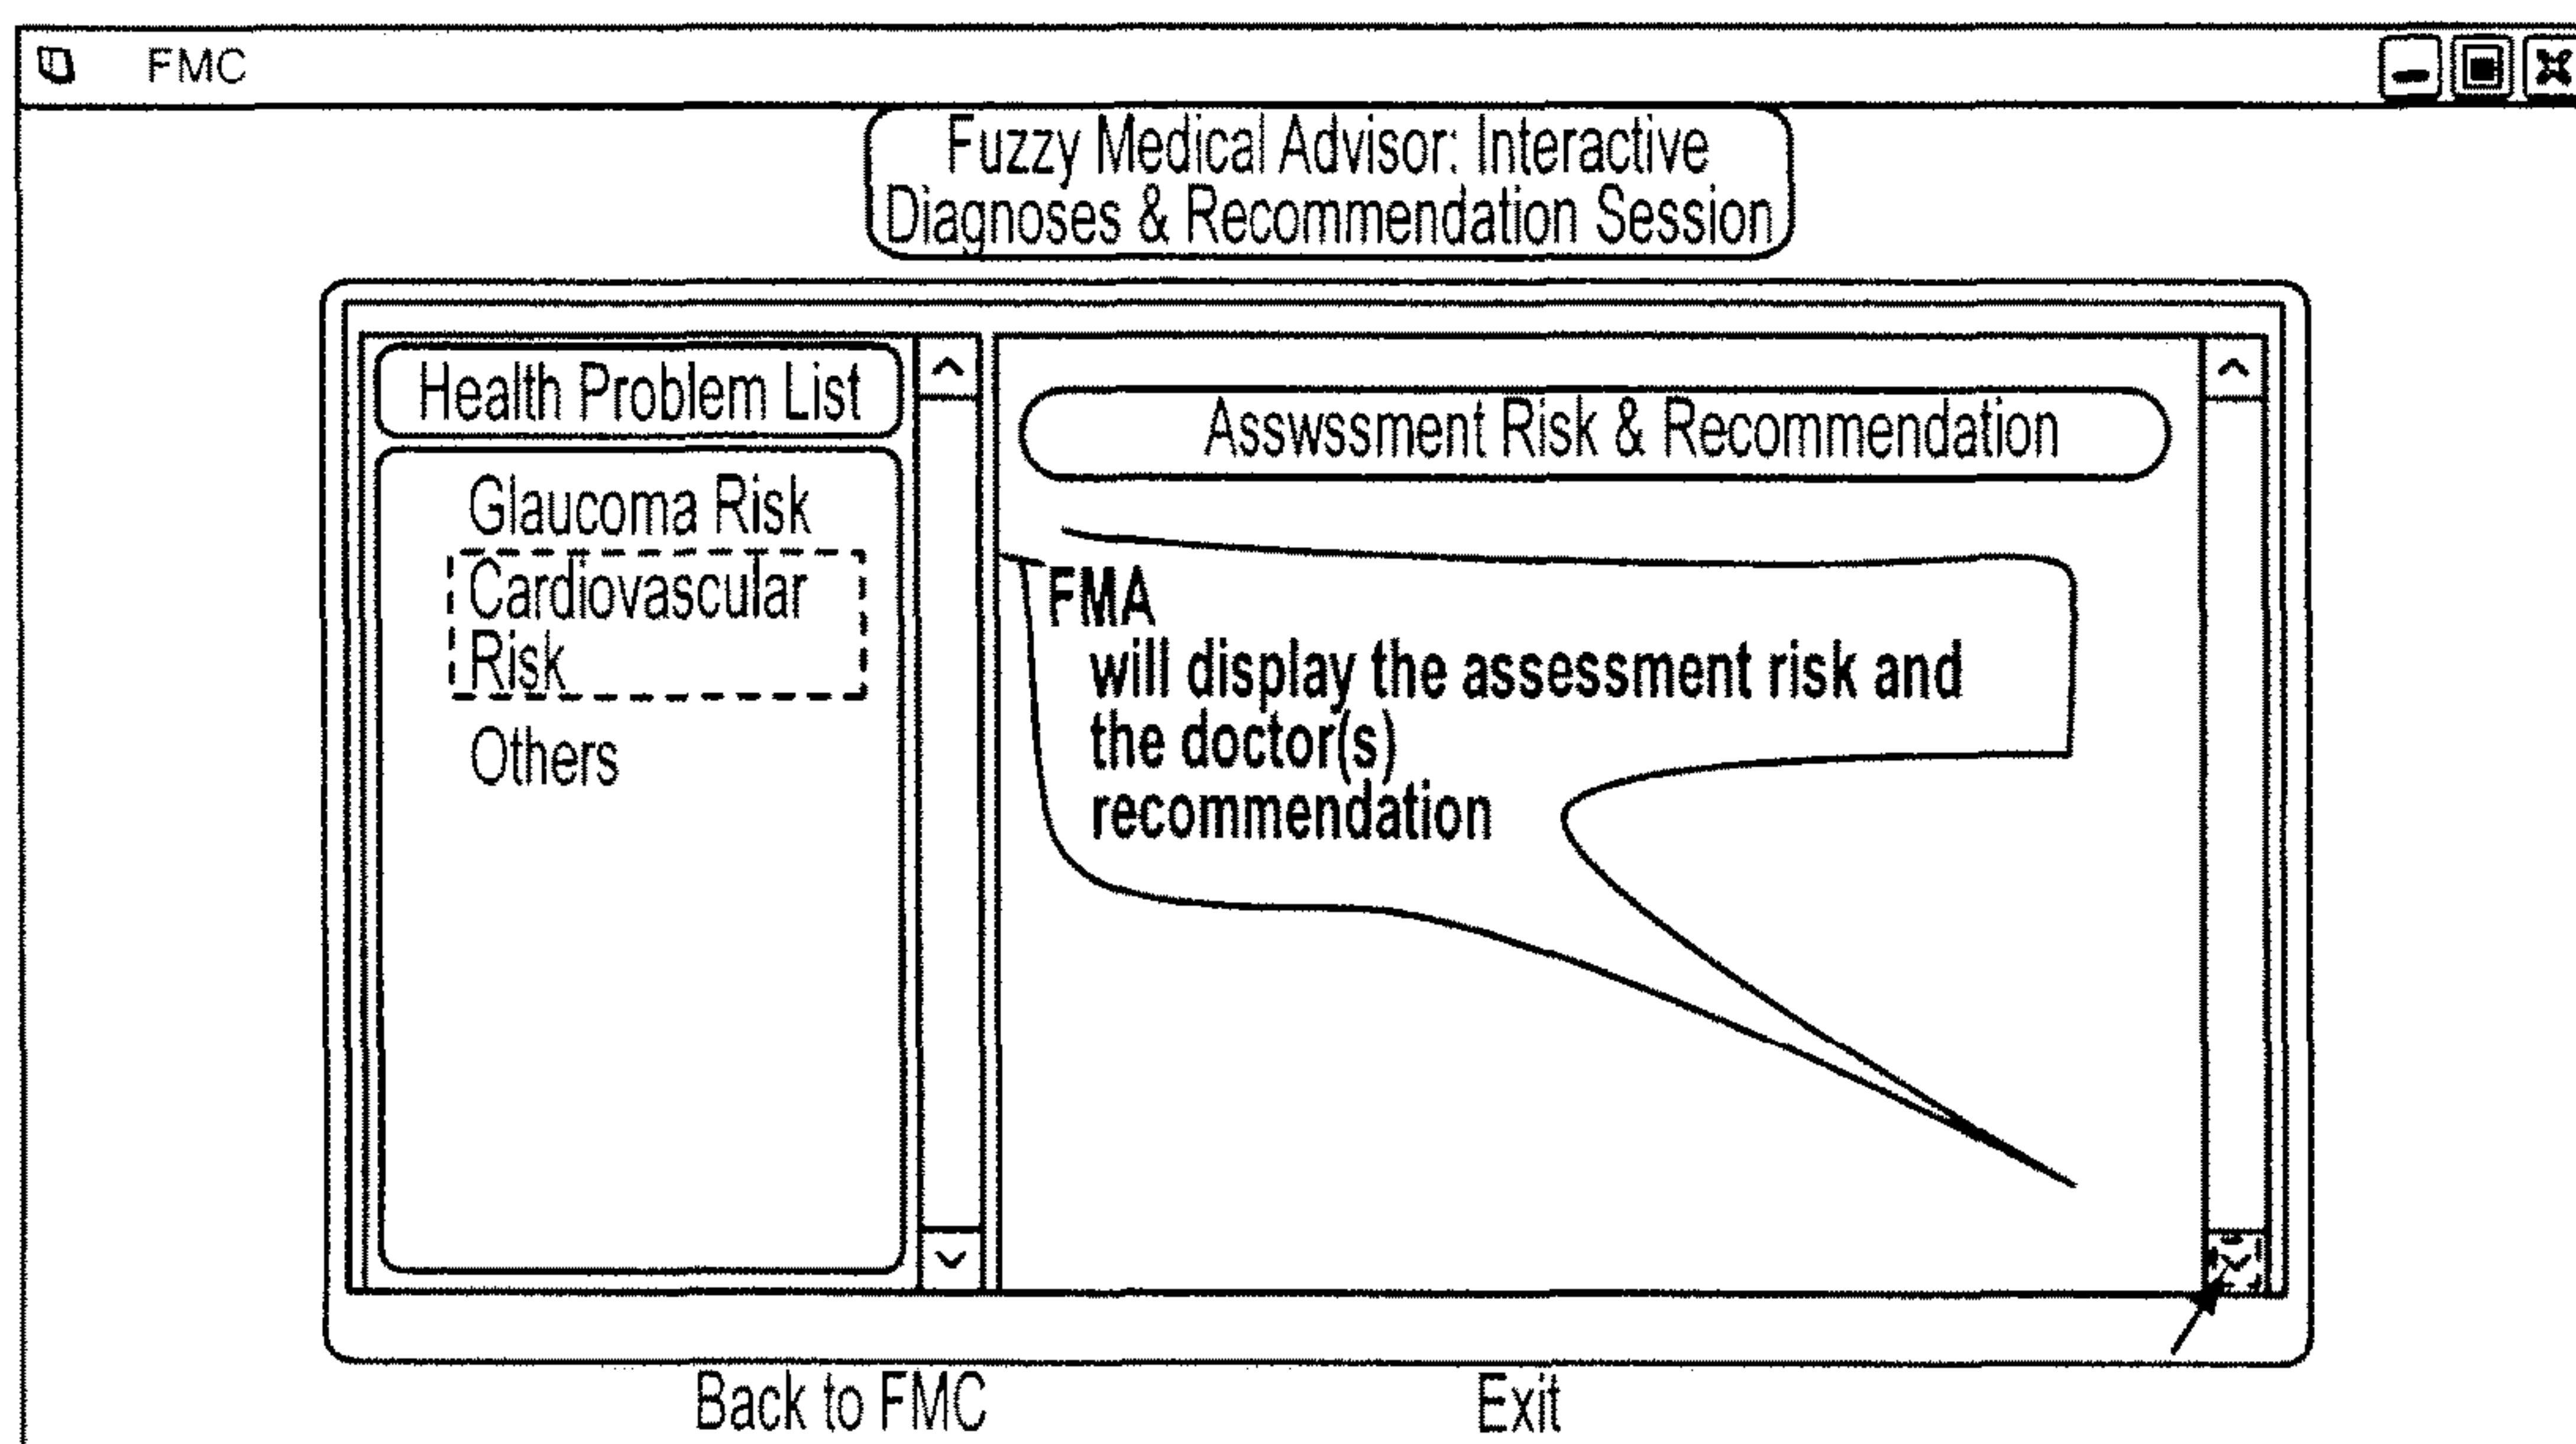 FMC
Fuzzy Medical Advisor: Interactive
Diagnoses & Recommendation Session
Health Problem List
Glaucoma Risk
Cardiovascular
Risk
Others
Asswssment Risk & Recommendation
FMA
will display the assessment risk and
the doctor(s)
recommendation
Back to FMC
Exit